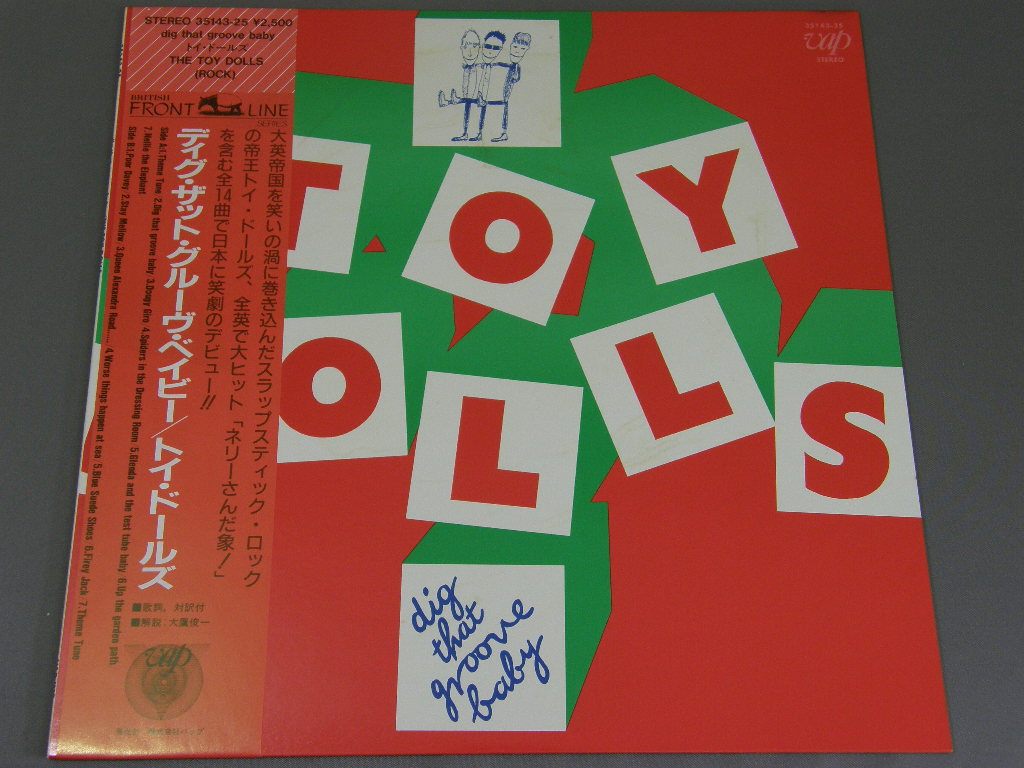 STEREO 35143-25 ¥2,500
dig that groove baby
トイ・ドールズ
THE TOY DOLLS
(ROCK)
BRITISH
FRONT LINE
SERIES
大英帝国を笑いの渦に巻き込んだスラップスティック・ロック
の帝王トイ・ドールズ、全英で大ヒット「ネリーさんだ象!」
を含む全14曲で日本に笑劇のデビュー!!
ディグ・ザット・グルーヴ・ベイビー/トイ・ドールズ
Side A:1.Theme Tune 2.Dig that groove baby 3.Dougy Giro 4.Spiders in the Dressing Room 5.Glenda and the test tube baby 6.Up the garden path
7.Nellie the Elephant
Side B:1.Poor Davey 2.Stay Mellow 3.Queen Alexandra Road...... 4.Worse things happen at sea 5.Blue Suede Shoes 6.Firey Jack 7.Theme Tune
■歌詞，対訳付
■解説：大鷹俊一
vap
35143-25
vap
STEREO
TOY
DOLLS
dig
that
groove
baby